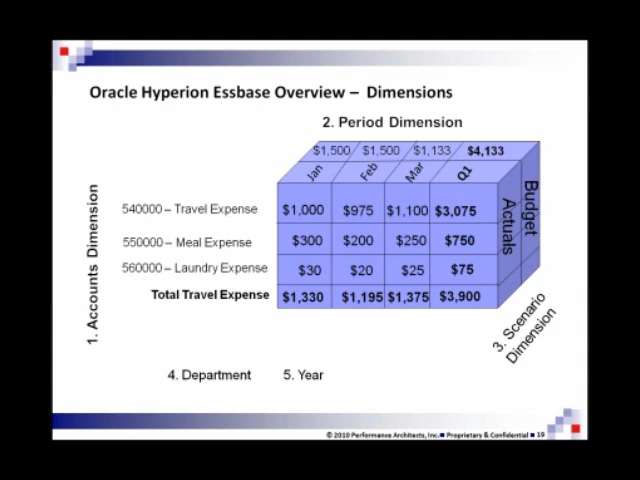 Oracle Hyperion Essbase Overview – Dimensions
2. Period Dimension
$1,500 $1,500 $1,133 $4,133
Jan Feb Mar Q1
1. Accounts Dimension
540000 – Travel Expense $1,000 $975 $1,100 $3,075
550000 – Meal Expense $300 $200 $250 $750
560000 – Laundry Expense $30 $20 $25 $75
Total Travel Expense $1,330 $1,195 $1,375 $3,900
Actuals
Budget
3. Scenario
Dimension
4. Department 5. Year
© 2010 Performance Architects, Inc. ■ Proprietary & Confidential ■ 19